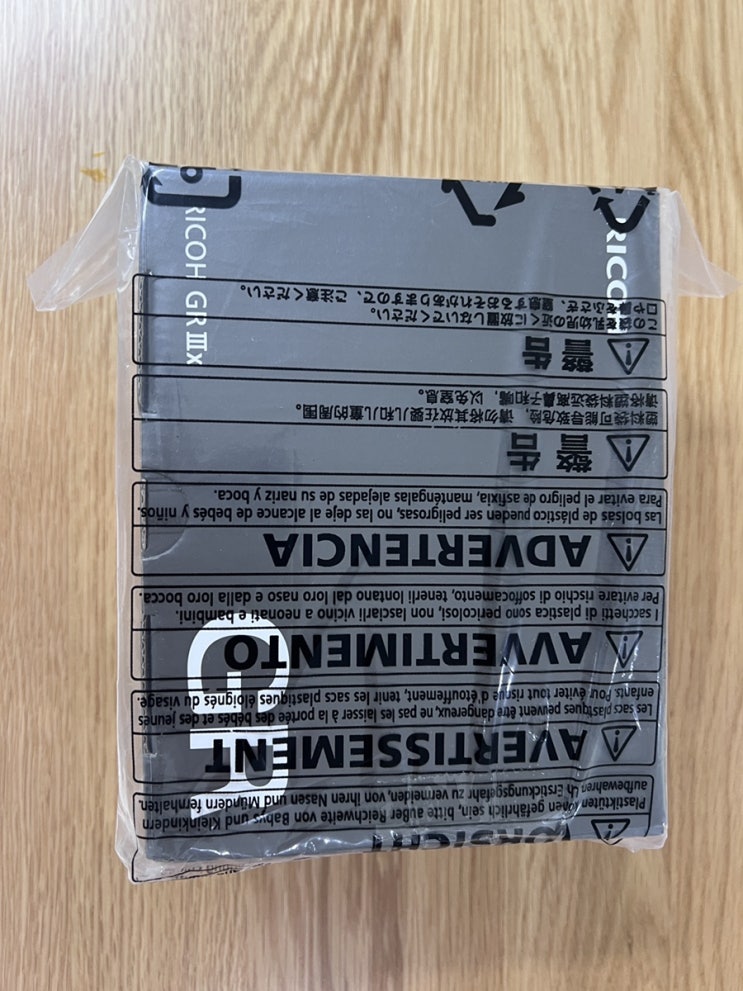 RICOH GR IIIx
RICOH
GR
VORSICHT
Plastiktüten können gefährlich sein, bitte außer Reichweite von Babys und Kleinkindern
aufbewahren. Um Erstickungsgefahr zu vermeiden, von ihren Nasen und Mündern fernhalten.
AVERTISSEMENT
Les sacs plastiques peuvent être dangereux, ne pas les laisser à la portée des bébés et des jeunes
enfants. Pour éviter tout risque d'étouffement, tenir les sacs plastiques éloignés du visage.
AVVERTIMENTO
I sacchetti di plastica sono pericolosi, non lasciarli vicino a neonati e bambini.
Per evitare rischio di soffocamento, tenerli lontano dal loro naso e dalla loro bocca.
ADVERTENCIA
Las bolsas de plástico pueden ser peligrosas, no las deje al alcance de bebés y niños.
Para evitar el peligro de asfixia, manténgalas alejadas de su nariz y boca.
警告
塑料袋可能导致危险，请勿将其放在婴儿和儿童的周围。
请将塑料袋远离鼻子和嘴，以免窒息。
警告
この袋を乳幼児の近くに放置しないでください。
口や鼻をふさぎ、窒息するおそれがありますので、ご注意ください。